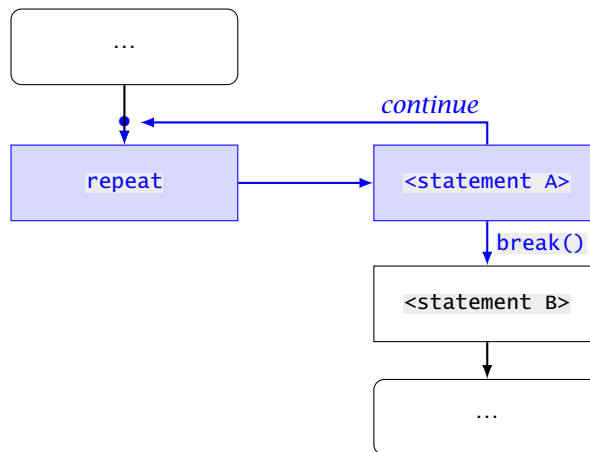 ...
continue
repeat
<statement A>
break()
<statement B>
...